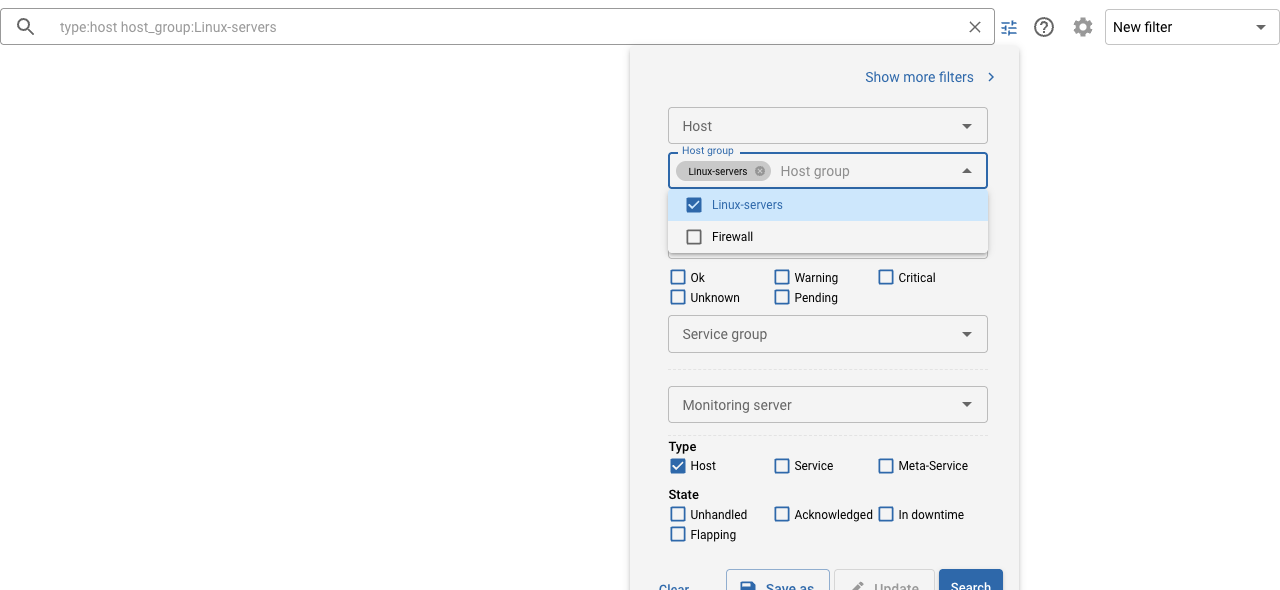 type:host host_group:Linux-servers
New filter
Show more filters
Host
Host group
Linux-servers Host group
Linux-servers
Firewall
Ok Warning Critical
Unknown Pending
Service group
Monitoring server
Type
Host Service Meta-Service
State
Unhandled Acknowledged In downtime
Flapping
Clear Save as Update Search